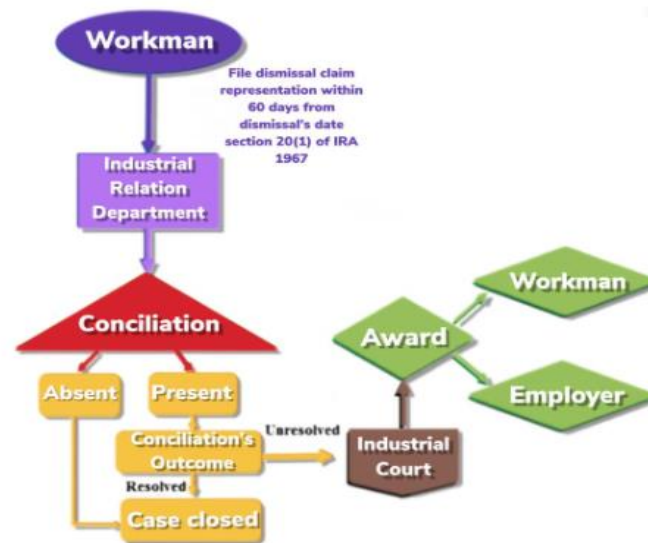 Workman
File dismissal claim
representation within
60 days from
dismissal's date
section 20(1) of IRA
1967
Industrial
Relation
Department
Conciliation
Absent
Present
Conciliation's
Outcome
Unresolved
Resolved
Case closed
Industrial
Court
Award
Workman
Employer